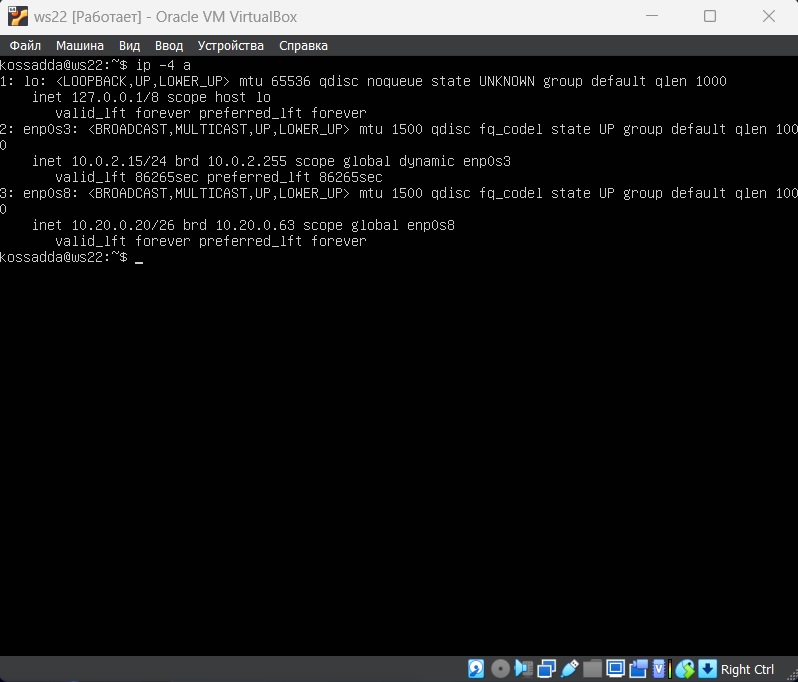 ws22 [Работает] - Oracle VM VirtualBox
Файл Машина Вид Ввод Устройства Справка
kossadda@ws22:~$ ip -4 a
1: lo: <LOOPBACK,UP,LOWER_UP> mtu 65536 qdisc noqueue state UNKNOWN group default qlen 1000
    inet 127.0.0.1/8 scope host lo
       valid_lft forever preferred_lft forever
2: enp0s3: <BROADCAST,MULTICAST,UP,LOWER_UP> mtu 1500 qdisc fq_codel state UP group default qlen 100
0
    inet 10.0.2.15/24 brd 10.0.2.255 scope global dynamic enp0s3
       valid_lft 86265sec preferred_lft 86265sec
3: enp0s8: <BROADCAST,MULTICAST,UP,LOWER_UP> mtu 1500 qdisc fq_codel state UP group default qlen 100
0
    inet 10.20.0.20/26 brd 10.20.0.63 scope global enp0s8
       valid_lft forever preferred_lft forever
kossadda@ws22:~$ _
Right Ctrl